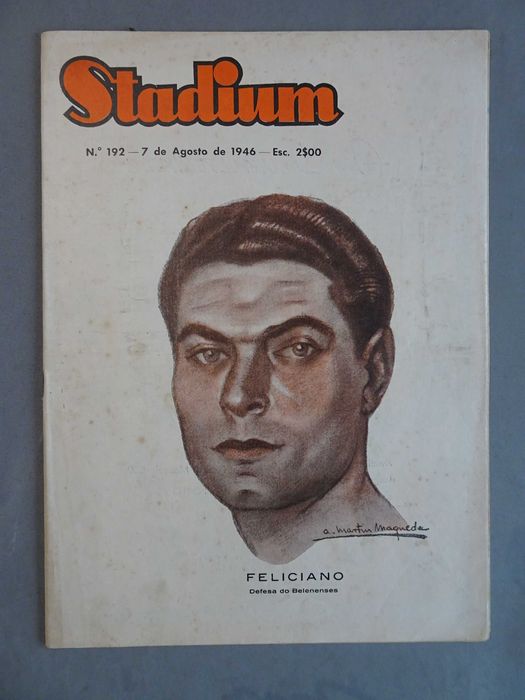 Stadium
N.º 192 — 7 de Agosto de 1946 — Esc. 2$00
a. Martin Maqueda
FELICIANO
Defesa do Belenenses